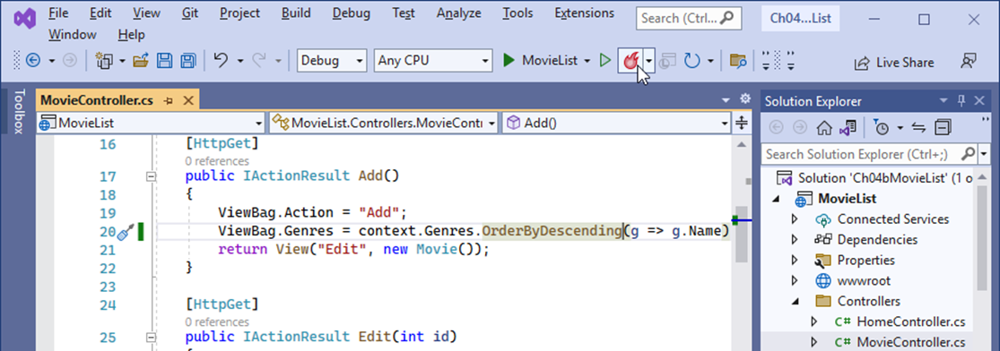 File Edit View Git Project Build Debug Test Analyze Tools Extensions Search (Ctrl... Ch04...List
Window Help
Debug Any CPU MovieList Live Share
Toolbox
MovieController.cs Solution Explorer
MovieList MovieList.Controllers.MovieContr Add()
16 [HttpGet]
0 references
17 public IActionResult Add()
18 {
19 ViewBag.Action = "Add";
20 ViewBag.Genres = context.Genres.OrderByDescending(g => g.Name)
21 return View("Edit", new Movie());
22 }
23
24 [HttpGet]
0 references
25 public IActionResult Edit(int id)
Search Solution Explorer (Ctrl+;)
Solution 'Ch04bMovieList' (1 o
MovieList
Connected Services
Dependencies
Properties
wwwroot
Controllers
C# HomeController.cs
C# MovieController.cs